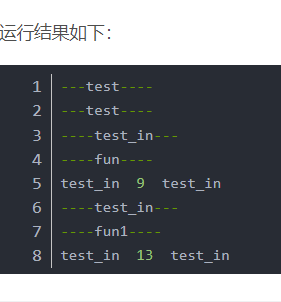 运行结果如下：
1 ---test----
2 ---test----
3 ----test_in---
4 ----fun----
5 test_in  9  test_in
6 ----test_in---
7 ----fun1----
8 test_in  13  test_in